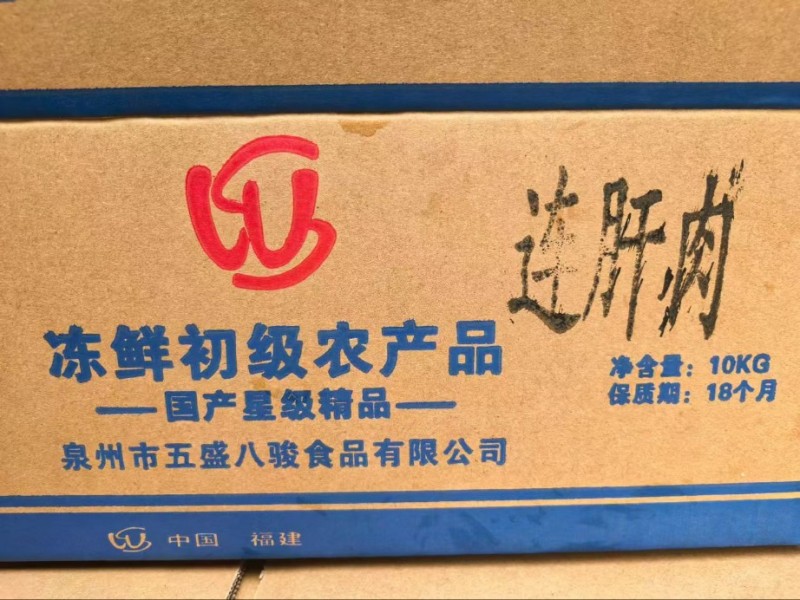 连肝肉
冻鲜初级农产品
净含量：10KG
保质期：18个月
国产星级精品
泉州市五盛八骏食品有限公司
中国 福建